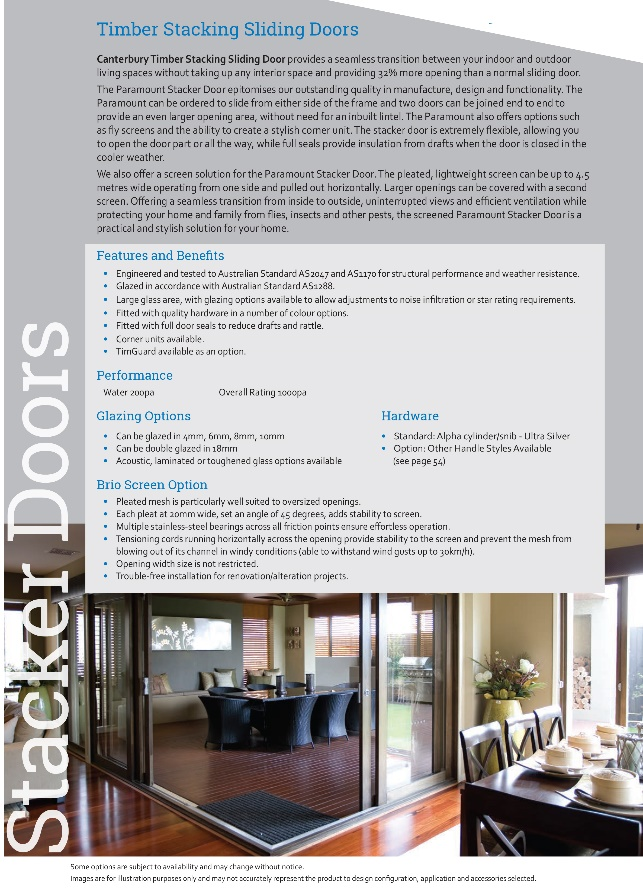 Timber Stacking Sliding Doors
Canterbury Timber Stacking Sliding Door provides a seamless transition between your indoor and outdoor
living spaces without taking up any interior space and providing 32% more opening than a normal sliding door.
The Paramount Stacker Door epitomises our outstanding quality in manufacture, design and functionality. The
Paramount can be ordered to slide from either side of the frame and two doors can be joined end to end to
provide an even larger opening area, without need for an inbuilt lintel. The Paramount also offers options such
as fly screens and the ability to create a stylish corner unit. The stacker door is extremely flexible, allowing you
to open the door part or all the way, while full seals provide insulation from drafts when the door is closed in the
cooler weather.
We also offer a screen solution for the Paramount Stacker Door. The pleated, lightweight screen can be up to 4.5
metres wide operating from one side and pulled out horizontally. Larger openings can be covered with a second
screen. Offering a seamless transition from inside to outside, uninterrupted views and efficient ventilation while
protecting your home and family from flies, insects and other pests, the screened Paramount Stacker Door is a
practical and stylish solution for your home.
Features and Benefits
• Engineered and tested to Australian Standard AS2047 and AS1170 for structural performance and weather resistance.
• Glazed in accordance with Australian Standard AS1288.
• Large glass area, with glazing options available to allow adjustments to noise infiltration or star rating requirements.
• Fitted with quality hardware in a number of colour options.
• Fitted with full door seals to reduce drafts and rattle.
• Corner units available.
• TimGuard available as an option.
Performance
Water 200pa Overall Rating 1000pa
Glazing Options
• Can be glazed in 4mm, 6mm, 8mm, 10mm
• Can be double glazed in 18mm
• Acoustic, laminated or toughened glass options available
Hardware
• Standard: Alpha cylinder/snib - Ultra Silver
• Option: Other Handle Styles Available
(see page 54)
Brio Screen Option
• Pleated mesh is particularly well suited to oversized openings.
• Each pleat at 20mm wide, set an angle of 45 degrees, adds stability to screen.
• Multiple stainless-steel bearings across all friction points ensure effortless operation.
• Tensioning cords running horizontally across the opening provide stability to the screen and prevent the mesh from
blowing out of its channel in windy conditions (able to withstand wind gusts up to 30km/h).
• Opening width size is not restricted.
• Trouble-free installation for renovation/alteration projects.
Stacker Doors
Some options are subject to availability and may change without notice.
Images are for illustration purposes only and may not accurately represent the product to design configuration, application and accessories selected.